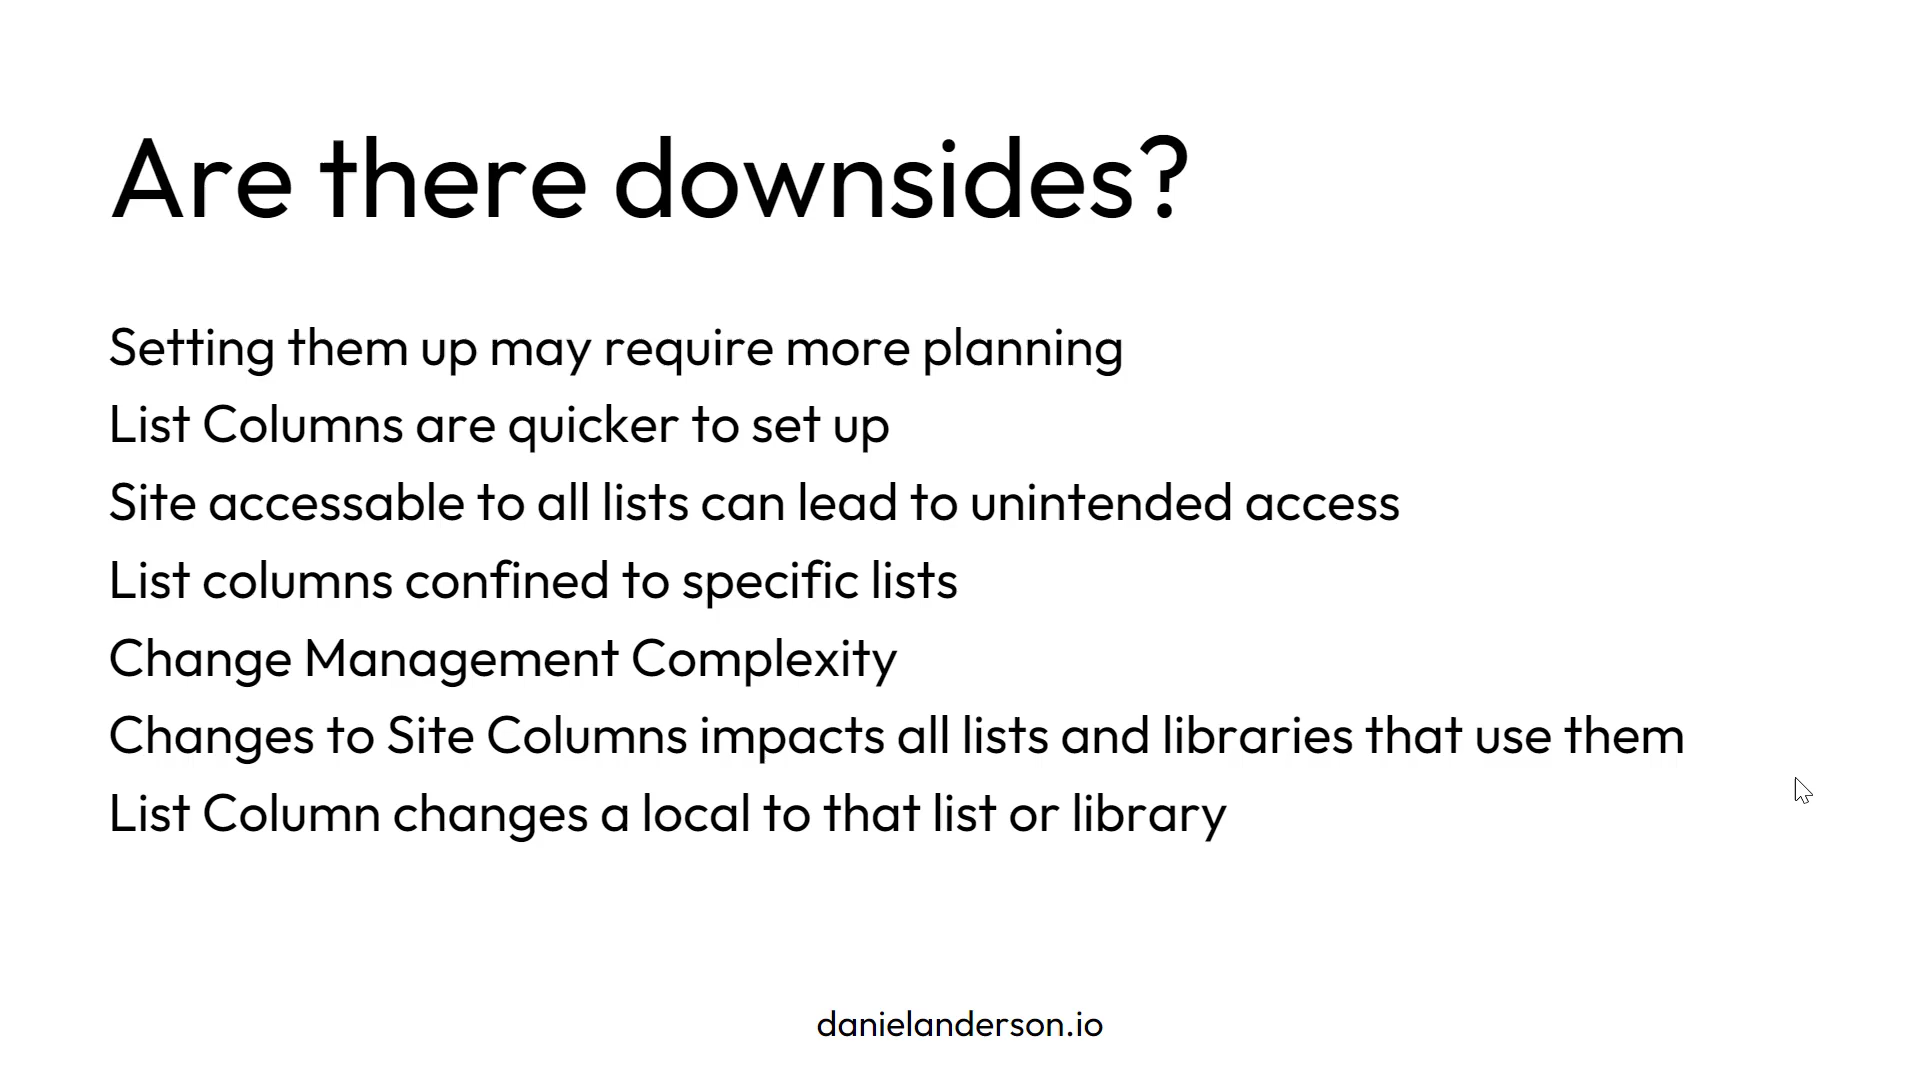 Are there downsides?
Setting them up may require more planning
List Columns are quicker to set up
Site accessable to all lists can lead to unintended access
List columns confined to specific lists
Change Management Complexity
Changes to Site Columns impacts all lists and libraries that use them
List Column changes a local to that list or library
danielanderson.io